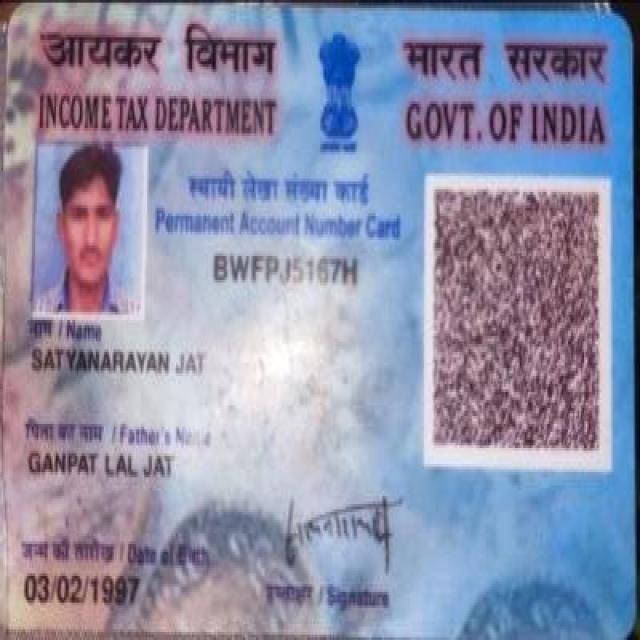 आयकर विभाग
INCOME TAX DEPARTMENT
भारत सरकार
GOVT. OF INDIA
स्थायी लेखा संख्या कार्ड
Permanent Account Number Card
BWFPJ5167H
नाम / Name
SATYANARAYAN JAT
पिता का नाम / Father's Name
GANPAT LAL JAT
जन्म की तारीख / Date of Birth
03/02/1997
हस्ताक्षर / Signature